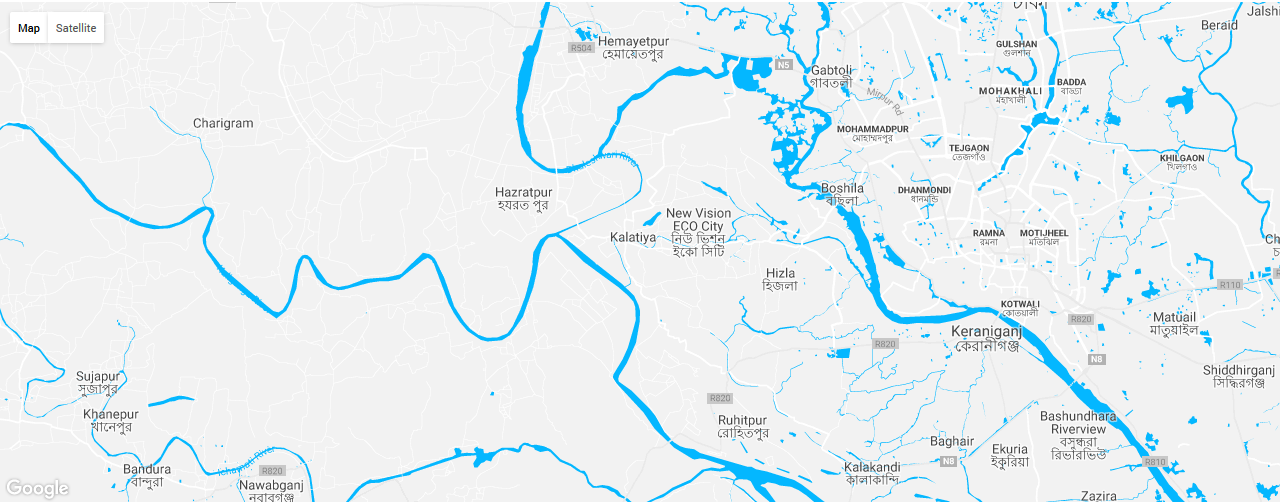 Map
Satellite
R504
Hemayetpur
হেমায়েতপুর
N5
Gabtoli
গাবতলী
Mirpur Rd
ঢাকা
GULSHAN
গুলশান
Beraid
BADDA
বাড্ডা
MOHAKHALI
মহাখালী
Charigram
MOHAMMADPUR
মোহাম্মদপুর
TEJGAON
তেজগাঁও
KHILGAON
খিলগাঁও
Dhaleshwari River
Hazratpur
হযরত পুর
Boshila
বছিলা
DHANMONDI
ধানমন্ডি
New Vision
ECO City
নিউ ভিশন
ইকো সিটি
Kalatiya
RAMNA
রমনা
MOTIJHEEL
মতিঝিল
Hizla
হিজলা
R110
KOTWALI
কোতয়ালী
R820
Matuail
মাতুয়াইল
Keraniganj
কেরানীগঞ্জ
R820
N8
Sujapur
সুজাপুর
Shiddhirganj
সিদ্ধিরগঞ্জ
R820
Khanepur
খানেপুর
Ruhitpur
রোহিতপুর
Bashundhara
Riverview
বসুন্ধরা
রিভারভিউ
Baghair
N8
Ekuria
ইকুরিয়া
R810
Ichamati River
Bandura
বান্দুরা
R820
Nawabganj
নবাবগঞ্জ
Kalakandi
কালাকান্দি
Zazira
Google